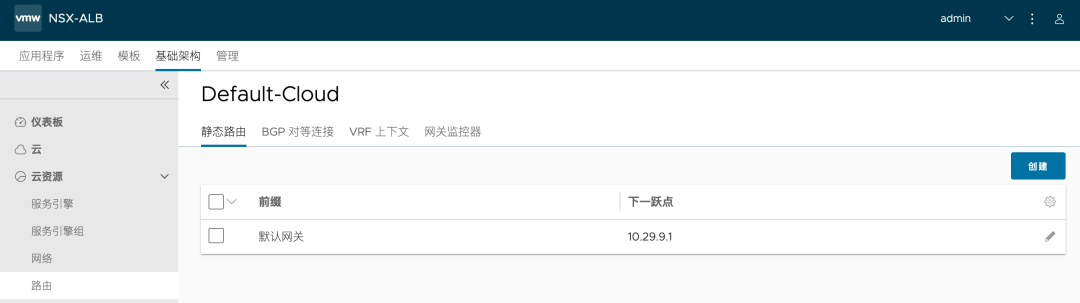 vmw NSX-ALB admin
应用程序 运维 模板 基础架构 管理
Default-Cloud
仪表板
云
云资源
服务引擎
服务引擎组
网络
路由
静态路由 BGP 对等连接 VRF 上下文 网关监控器
创建
前缀 下一跃点
默认网关 10.29.9.1